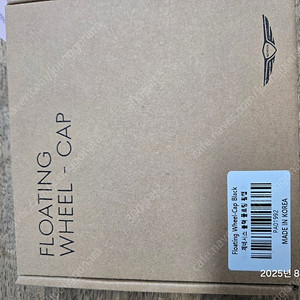 FLOATING
WHEEL - CAP
Floating Wheel-Cap Black
제네시스 블랙 플로팅 휠캡
PAD1992
MADE IN KOREA
2025년 8